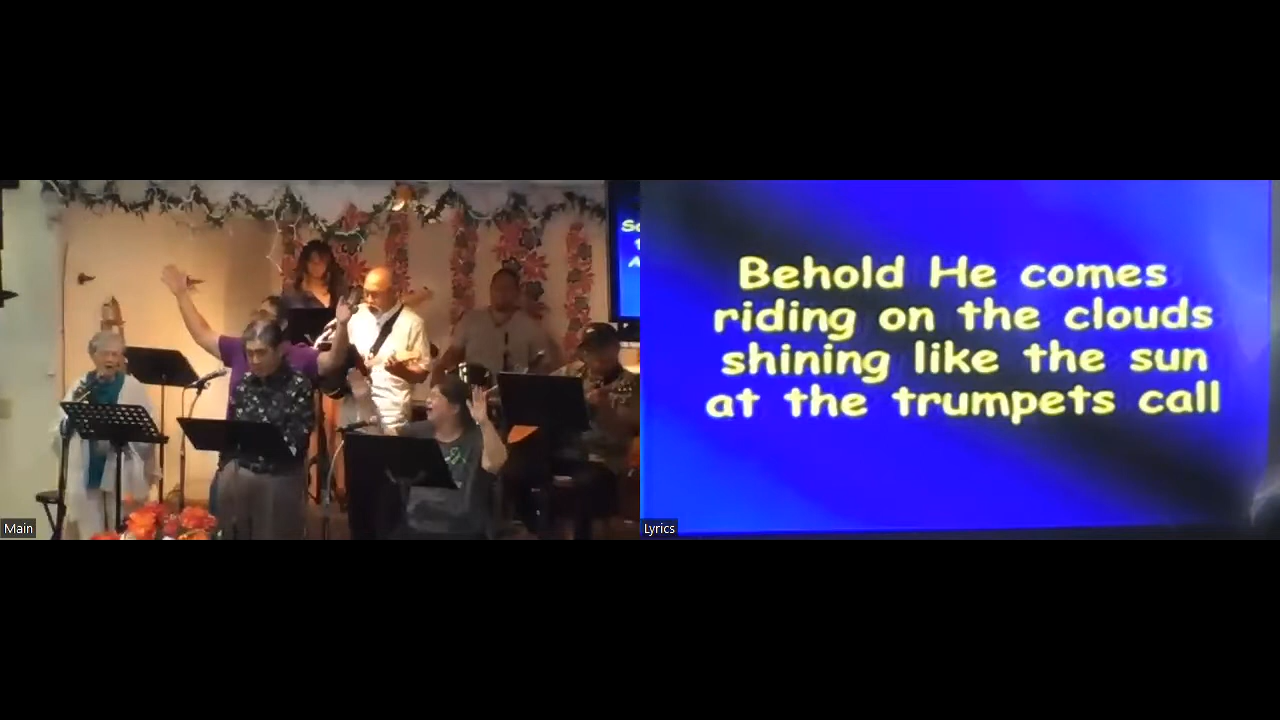 Main
Behold He comes
riding on the clouds
shining like the sun
at the trumpets call
Lyrics